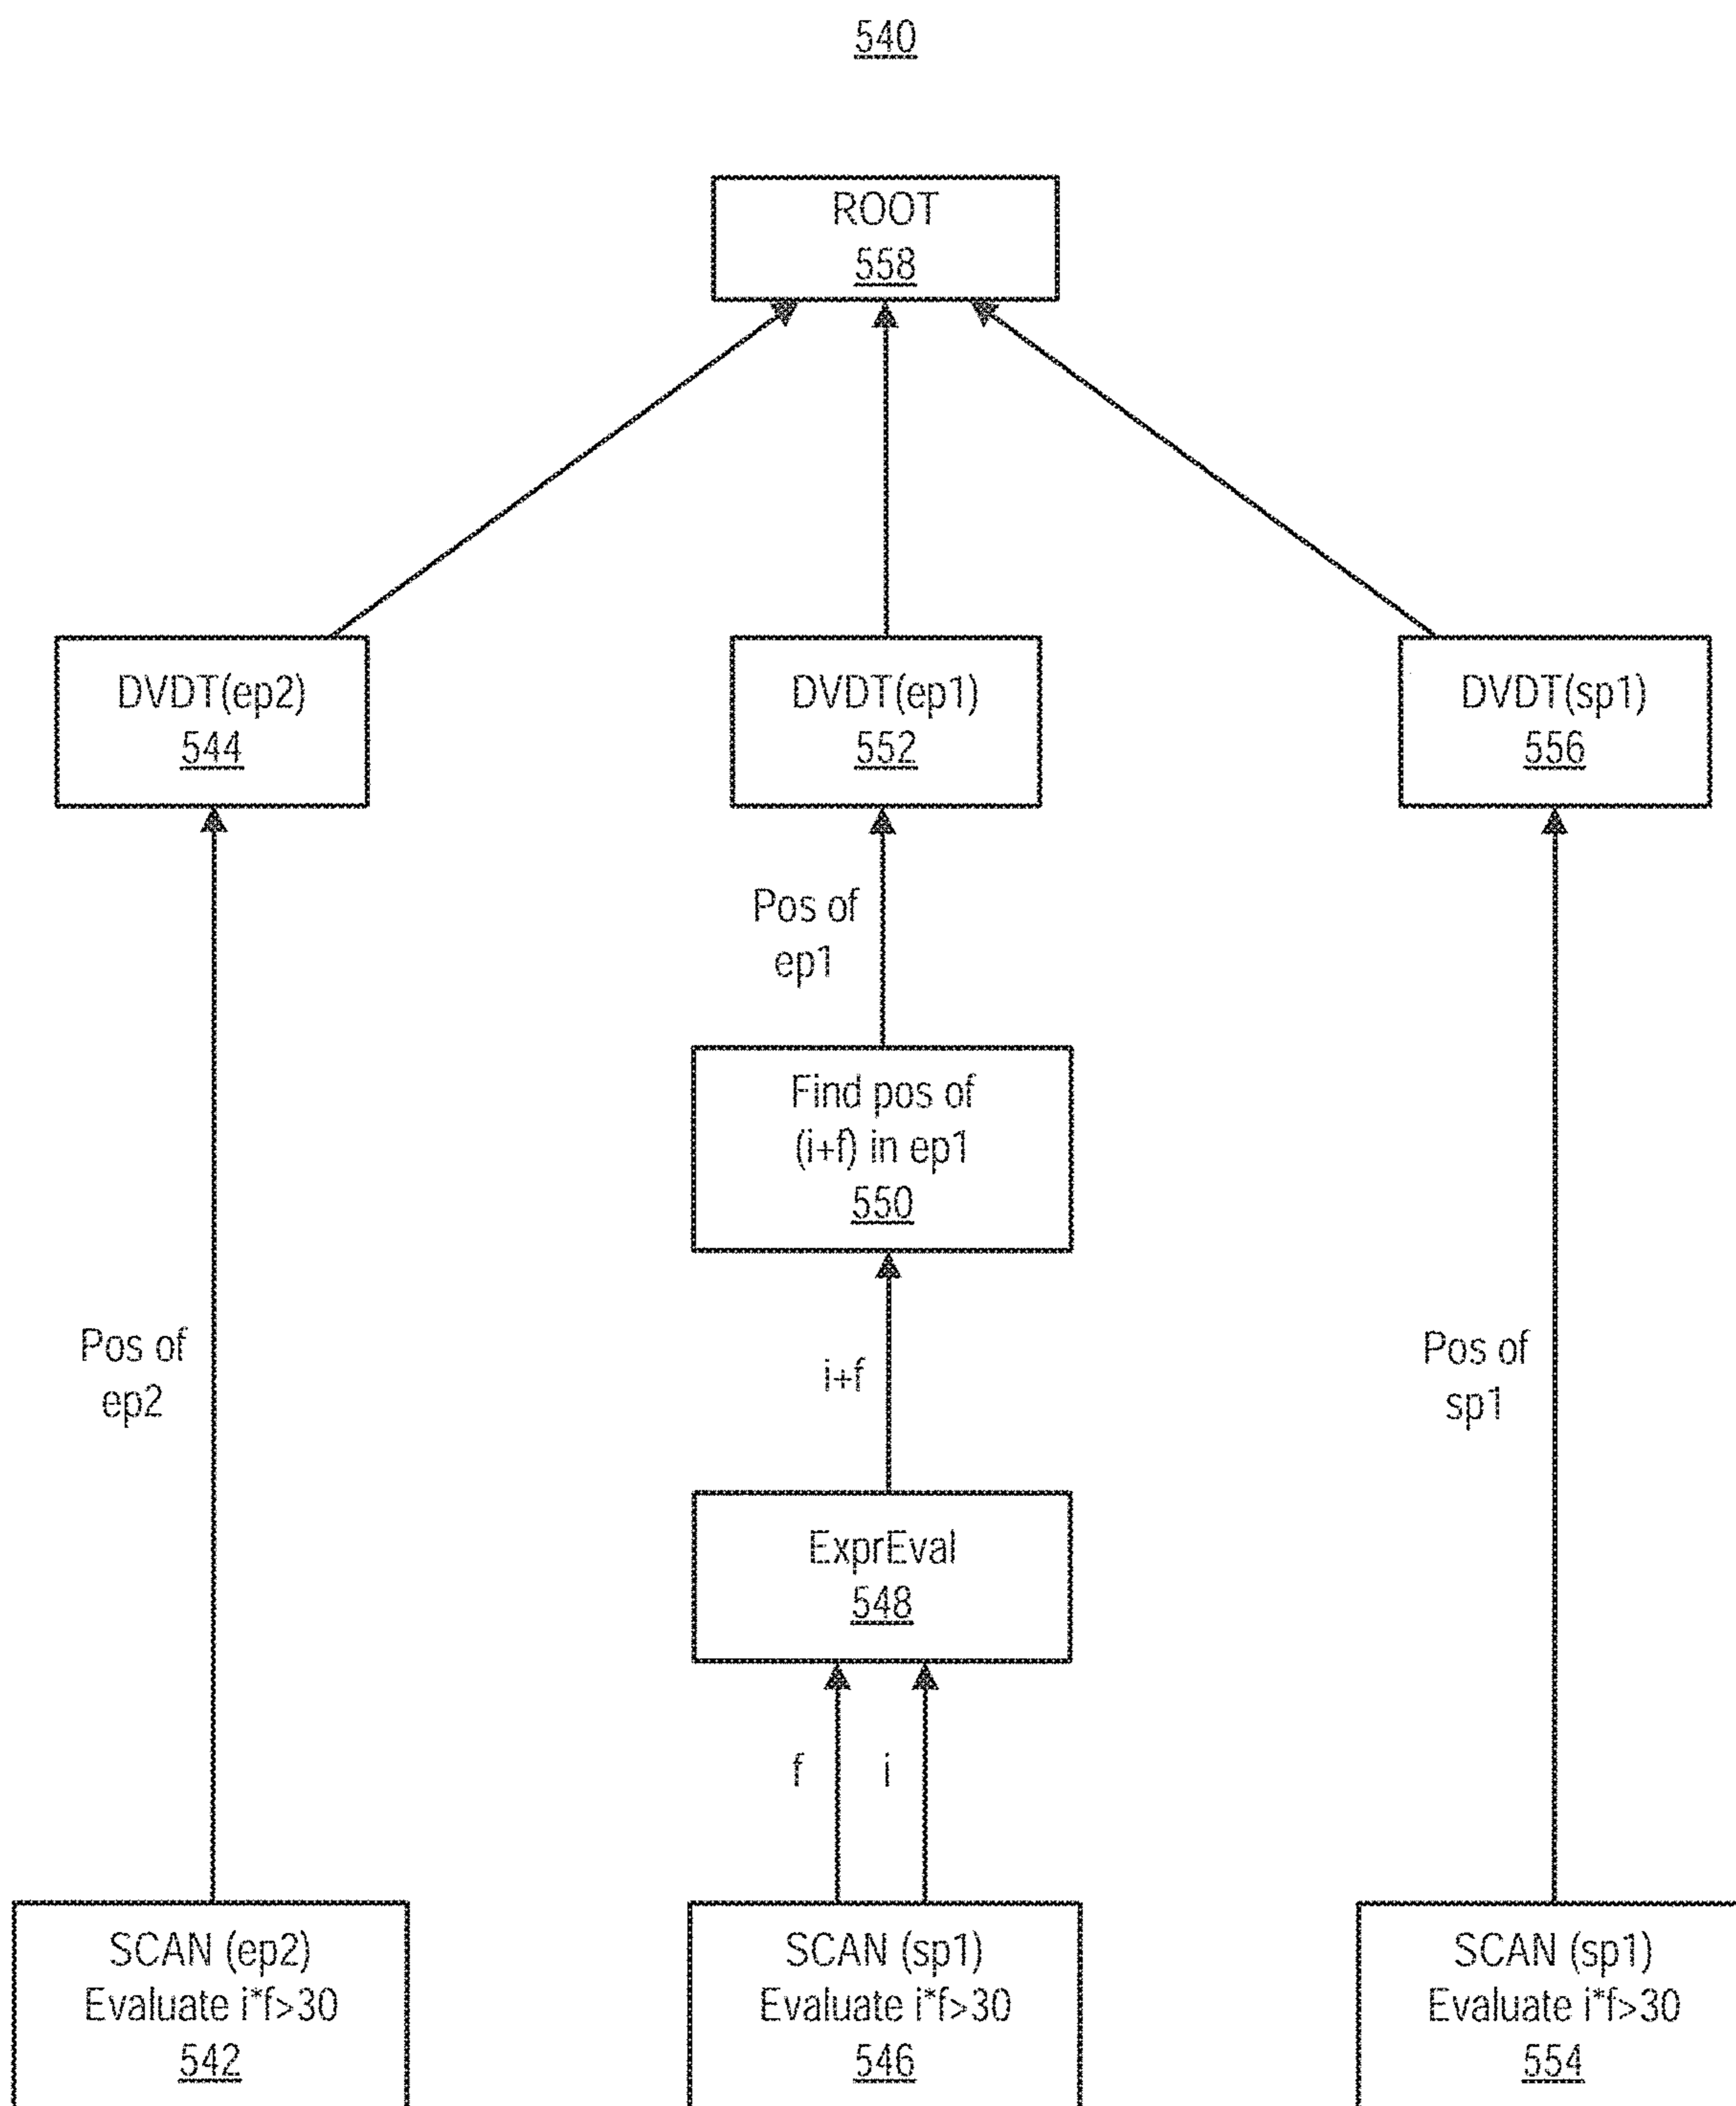 540
ROOT
558
DVDT(ep2)
544
DVDT(ep1)
552
DVDT(sp1)
556
Pos of
ep1
Find pos of
(i+f) in ep1
550
Pos of
ep2
i+f
Pos of
sp1
ExprEval
548
f
i
SCAN (ep2)
Evaluate i*f>30
542
SCAN (sp1)
Evaluate i*f>30
546
SCAN (sp1)
Evaluate i*f>30
554